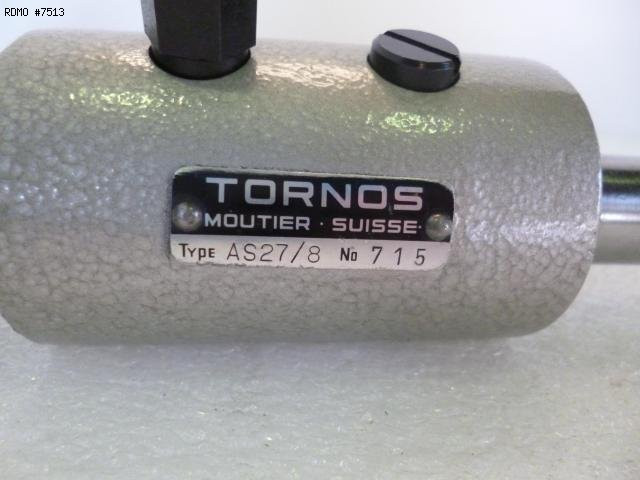 RDMO #7513
TORNOS
MOUTIER · SUISSE·
TYPE AS27/8 No 715